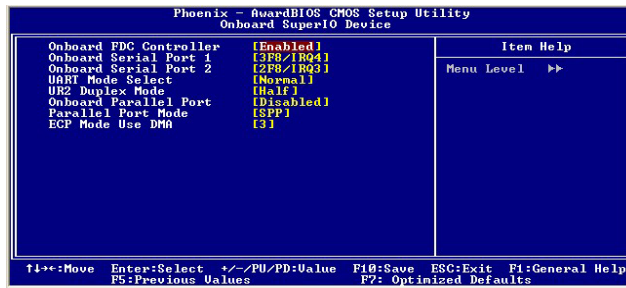 Phoenix - AwardBIOS CMOS Setup Utility
Onboard SuperIO Device
Onboard FDC Controller [Enabled]
Onboard Serial Port 1 [3F8/IRQ4]
Onboard Serial Port 2 [2F8/IRQ3]
UART Mode Select [Normal]
UR2 Duplex Mode [Half]
Onboard Parallel Port [Disabled]
Parallel Port Mode [SPP]
ECP Mode Use DMA [3]
Item Help
Menu Level ►►
↑↓→←:Move Enter:Select +/-/PU/PD:Value F10:Save ESC:Exit F1:General Help
F5:Previous Values F7: Optimized Defaults